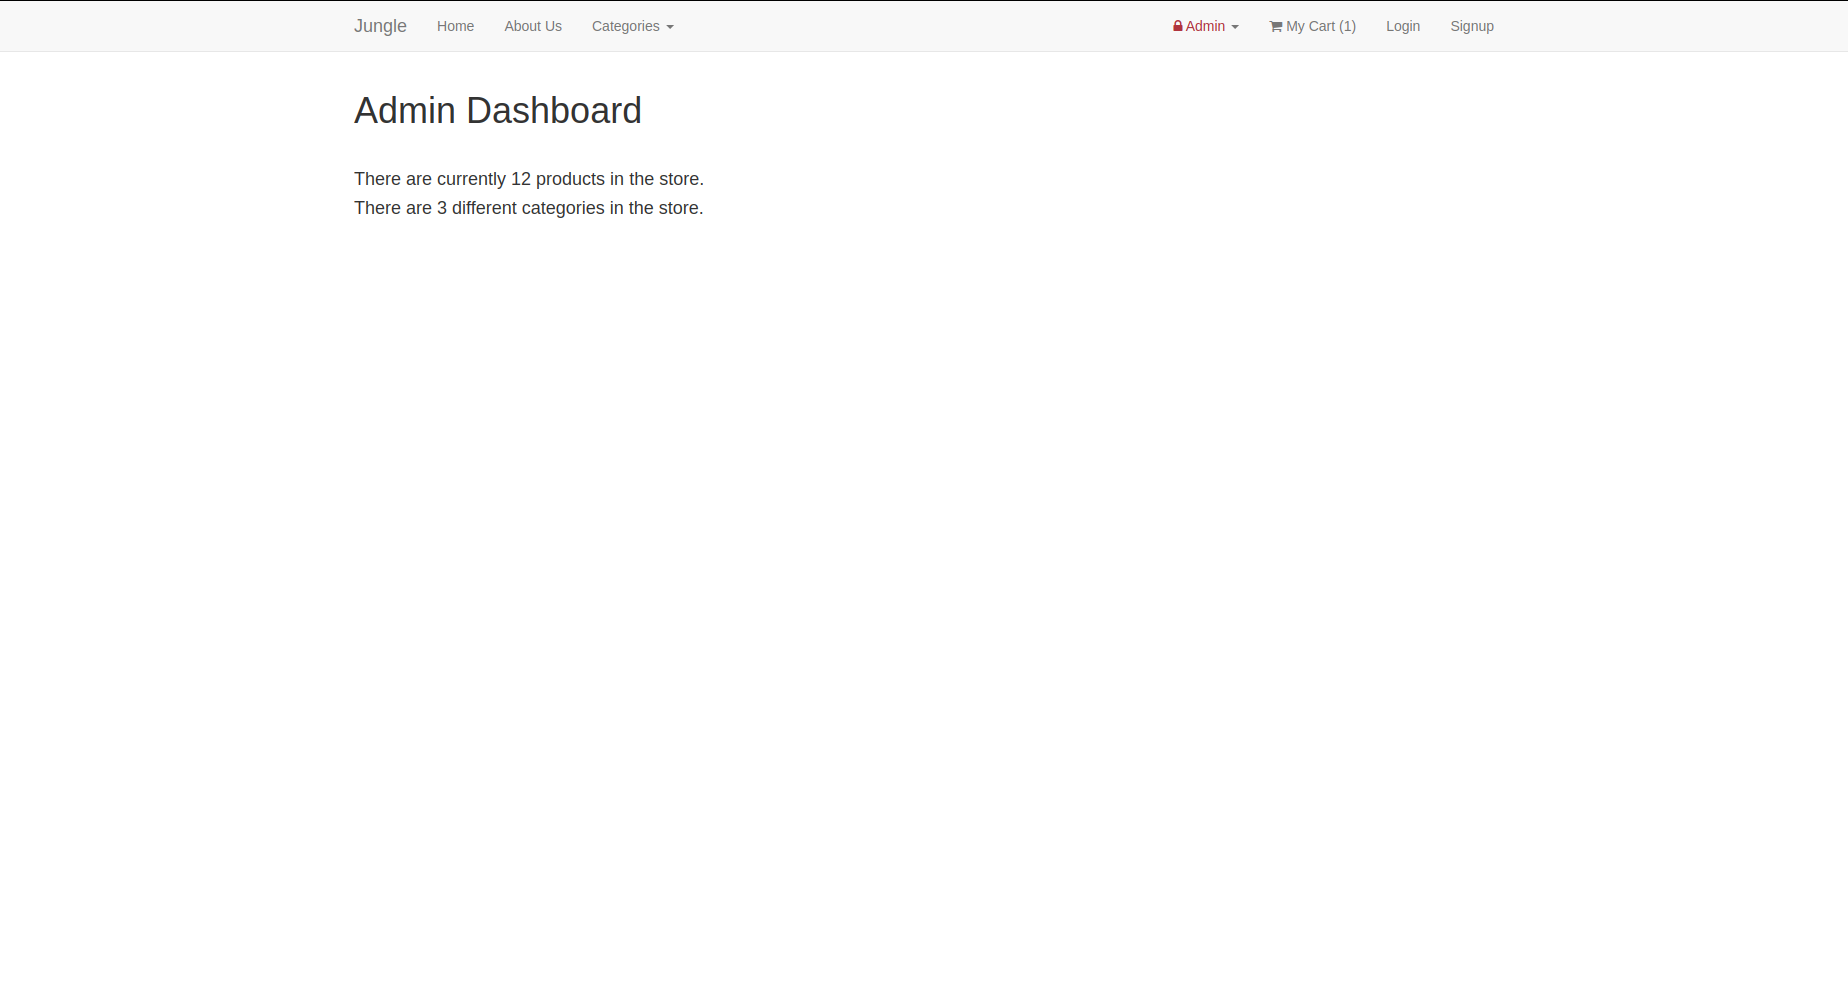 Jungle Home About Us Categories Admin My Cart (1) Login Signup
Admin Dashboard
There are currently 12 products in the store.
There are 3 different categories in the store.